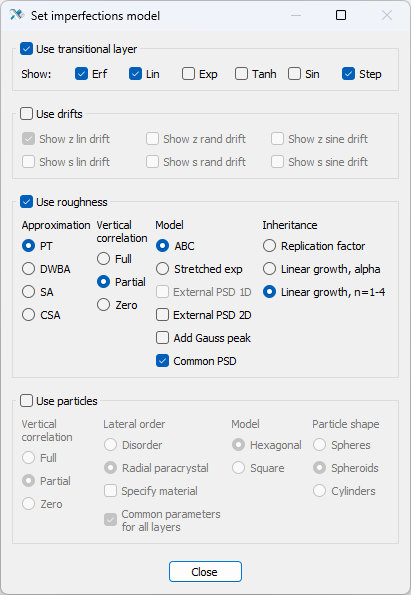 Set imperfections model
Use transitional layer
Show: Erf Lin Exp Tanh Sin Step
Use drifts
Show z lin drift Show z rand drift Show z sine drift
Show s lin drift Show s rand drift Show s sine drift
Use roughness
Approximation
PT
DWBA
SA
CSA
Vertical
correlation
Full
Partial
Zero
Model
ABC
Stretched exp
External PSD 1D
External PSD 2D
Add Gauss peak
Common PSD
Inheritance
Replication factor
Linear growth, alpha
Linear growth, n=1-4
Use particles
Vertical
correlation
Full
Partial
Zero
Lateral order
Disorder
Radial paracrystal
Specify material
Common parameters
for all layers
Model
Hexagonal
Square
Particle shape
Spheres
Spheroids
Cylinders
Close